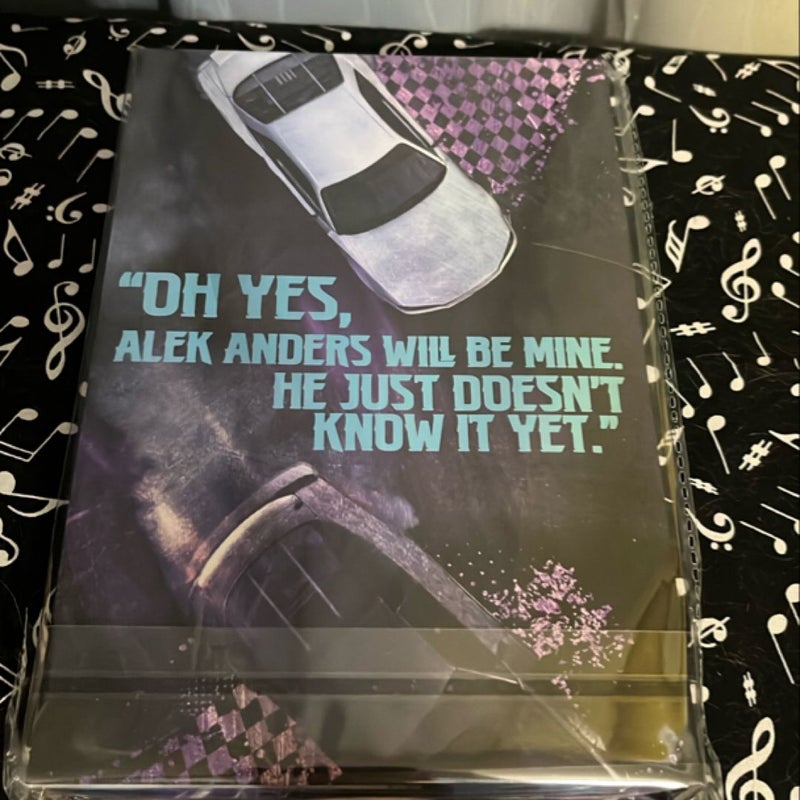 “OH YES,
ALEK ANDERS WILL BE MINE.
HE JUST DOESN'T
KNOW IT YET.”